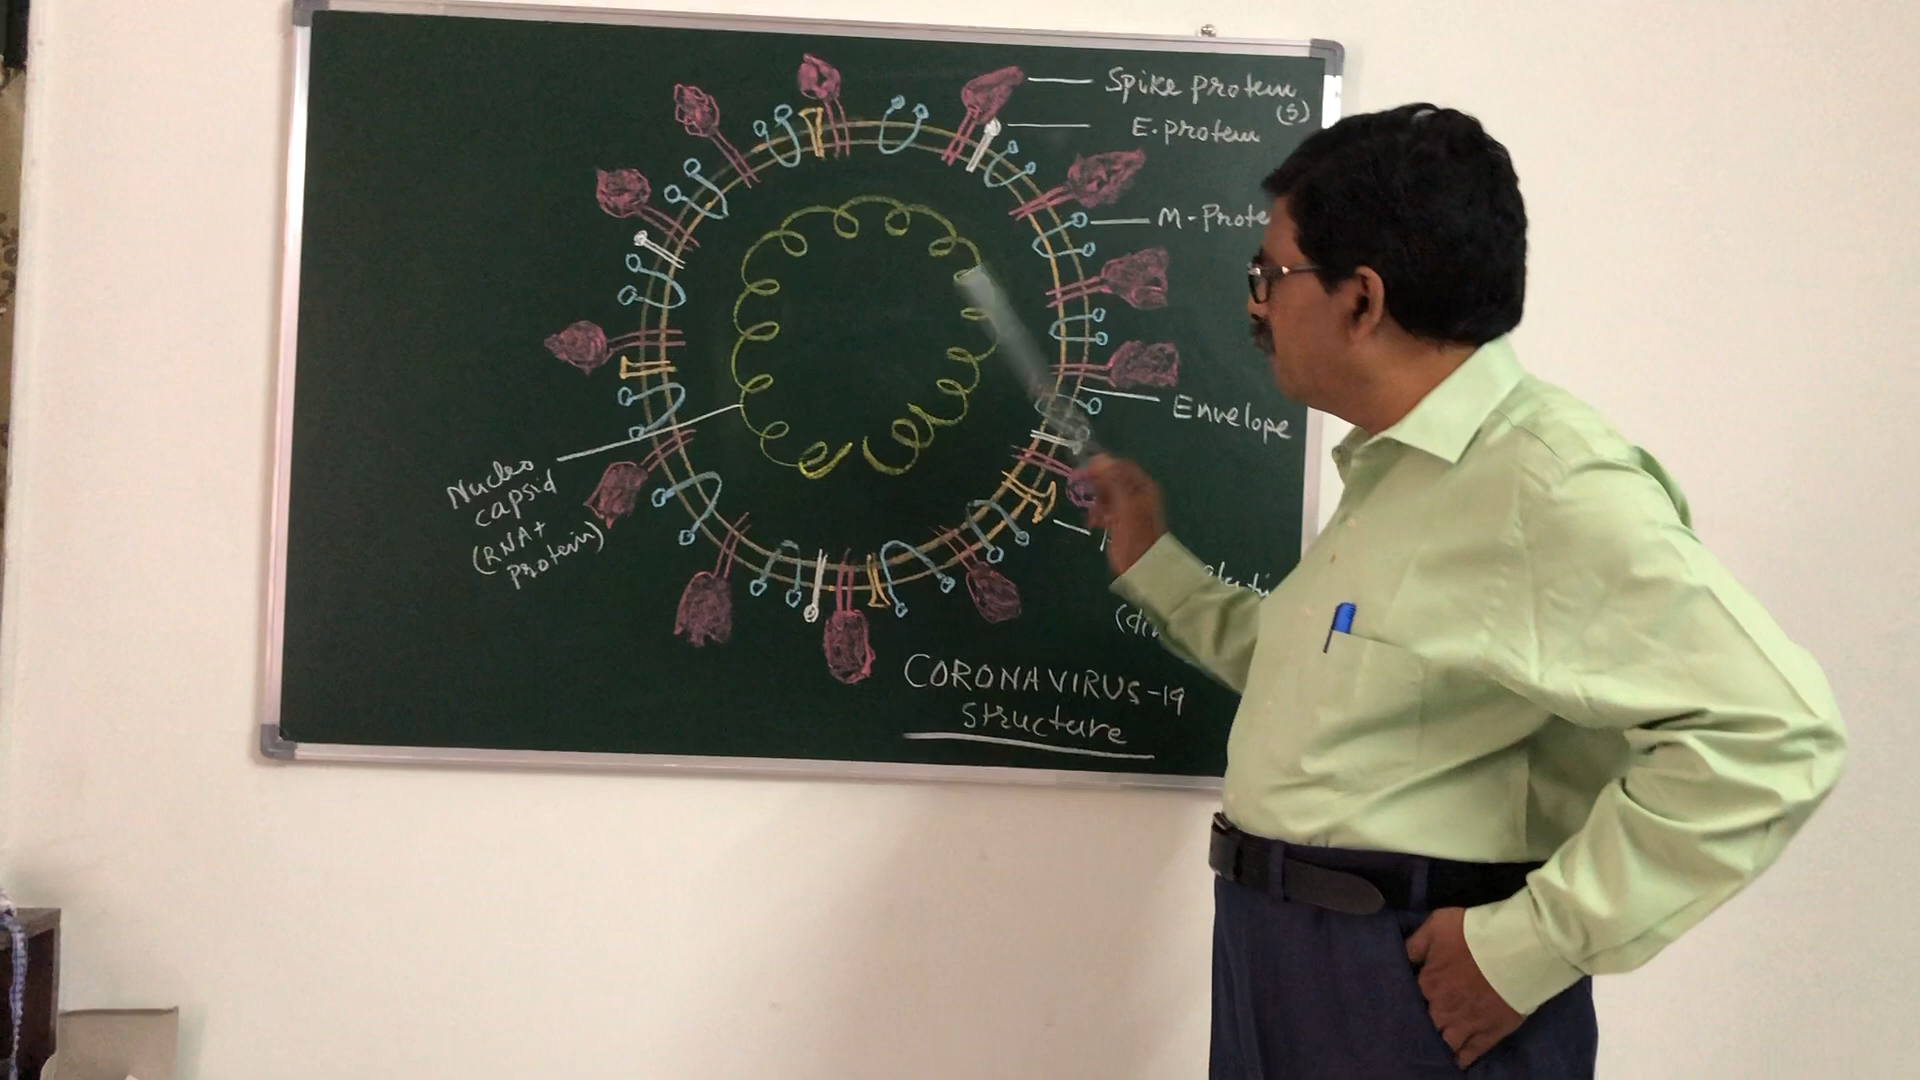 Spike protein
(S)
E.protein
M-Prote
Envelope
Nucleo
capsid
(RNA+
protein)
CORONAVIRUS-19
Structure